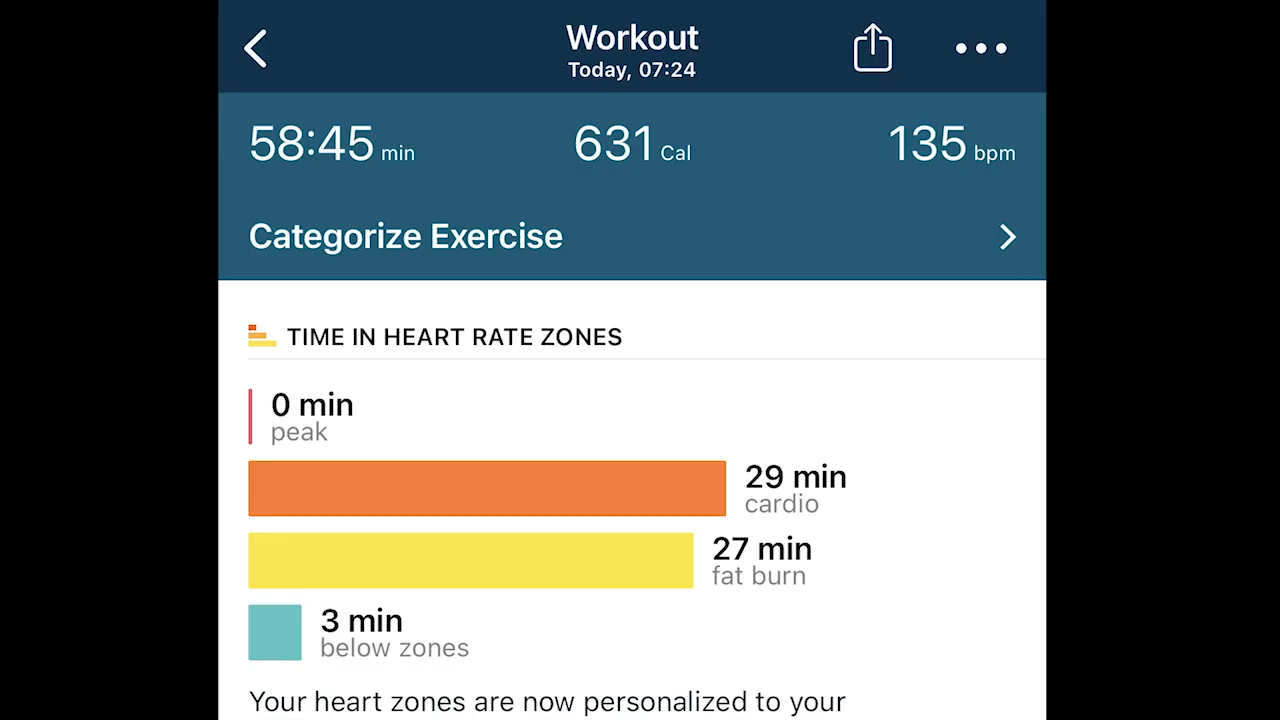 Workout
Today, 07:24
58:45 min 631 Cal 135 bpm
Categorize Exercise
TIME IN HEART RATE ZONES
0 min
peak
29 min
cardio
27 min
fat burn
3 min
below zones
Your heart zones are now personalized to your